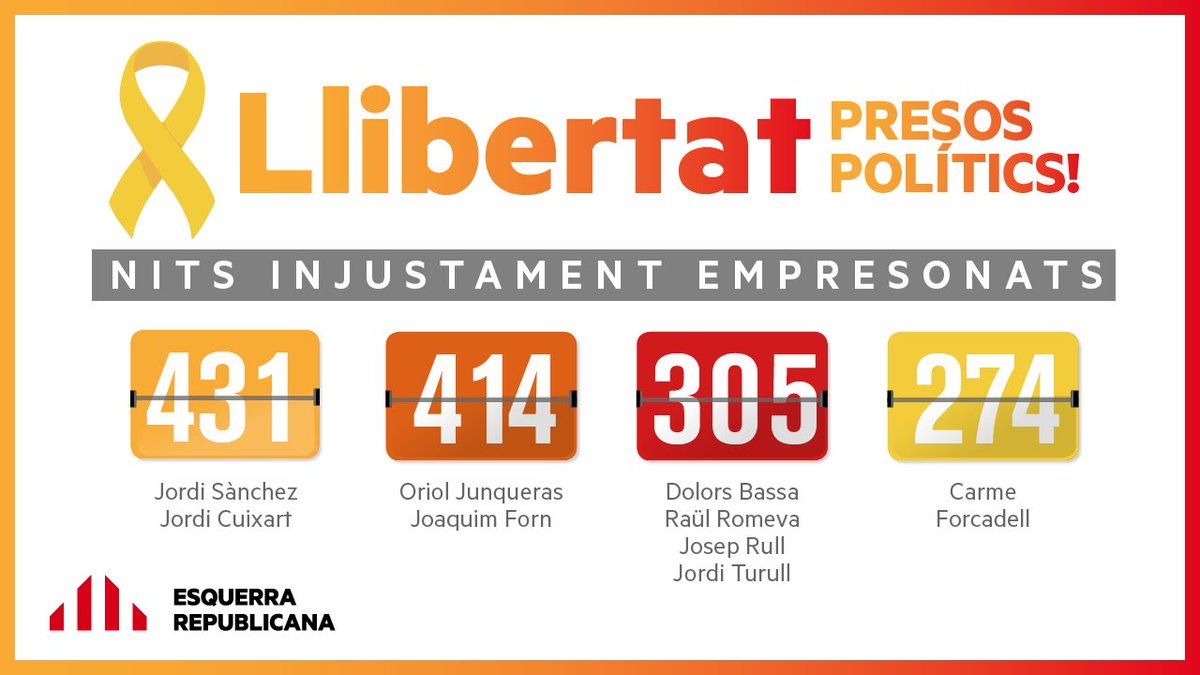 Llibertat PRESOS
POLÍTICS!
NITS INJUSTAMENT EMPRESONATS
431
414
305
274
Jordi Sànchez
Jordi Cuixart
Oriol Junqueras
Joaquim Forn
Dolors Bassa
Raül Romeva
Josep Rull
Jordi Turull
Carme
Forcadell
ESQUERRA
REPUBLICANA